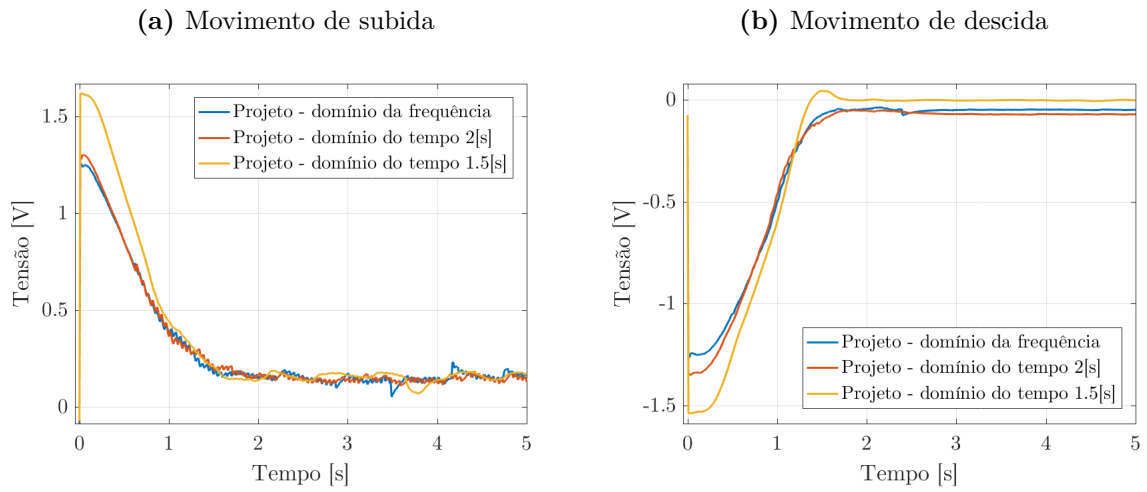 (a) Movimento de subida
(b) Movimento de descida
1.5
1
0.5
0
Tensão [V]
Projeto - domínio da frequência
Projeto - domínio do tempo 2[s]
Projeto - domínio do tempo 1.5[s]
0 1 2 3 4 5
Tempo [s]
0
-0.5
-1
-1.5
Tensão [V]
Projeto - domínio da frequência
Projeto - domínio do tempo 2[s]
Projeto - domínio do tempo 1.5[s]
0 1 2 3 4 5
Tempo [s]